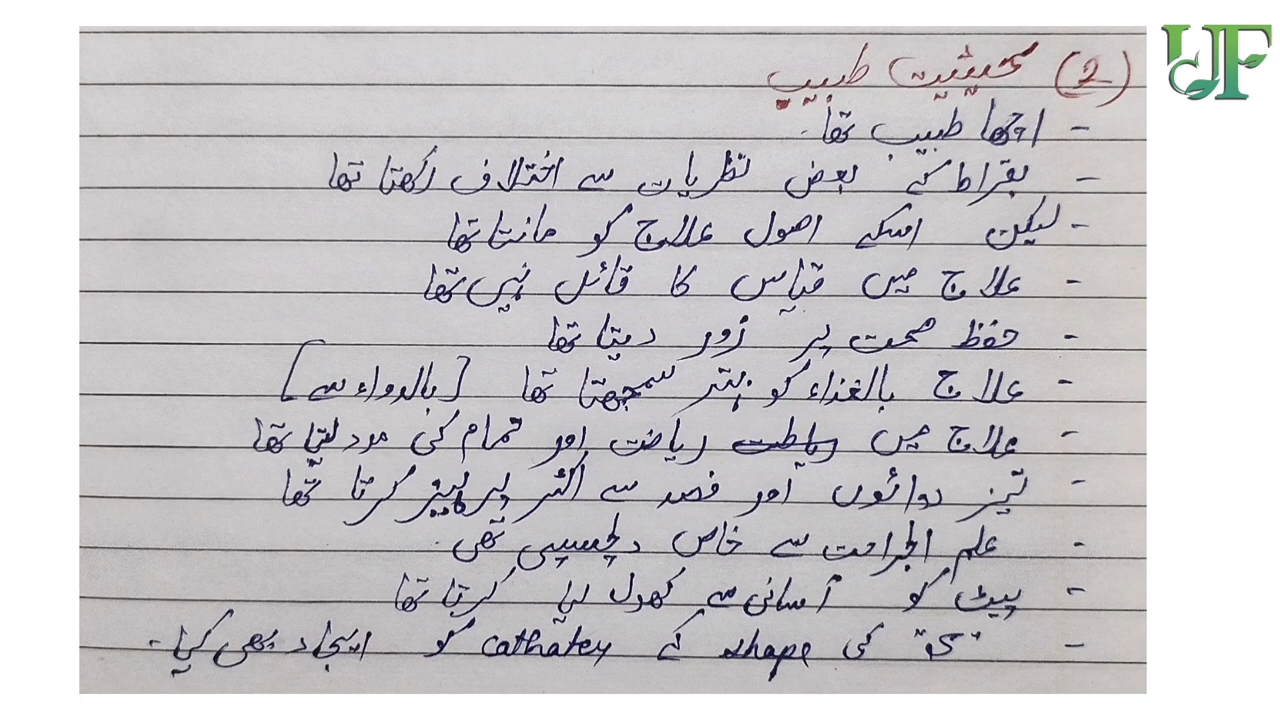 UF
(2) بحیثیت طبیب
- اچھا طبیب تھا۔
- بقراط کے بعض نظریات سے اختلاف رکھتا تھا
- لیکن اسکے اصول علاج کو مانتا تھا
- علاج میں قیاس کا قائل نہیں تھا
- حفظ صحت پر زور دیتا تھا
- علاج بالغذاء کو بہتر سمجھتا تھا [بالدواء سے]
- علاج میں ریاضت اور حمام کی مدد لیتا تھا
- تیز دوائوں اور فصد سے اکثر پرہیز کرتا تھا
- علم الجراحت سے خاص دلچسپی تھی۔
- پیٹ کو آسانی سے کھول لیا کرتا تھا
- "S" کی shape کے cathater کو ایجاد بھی کیا۔